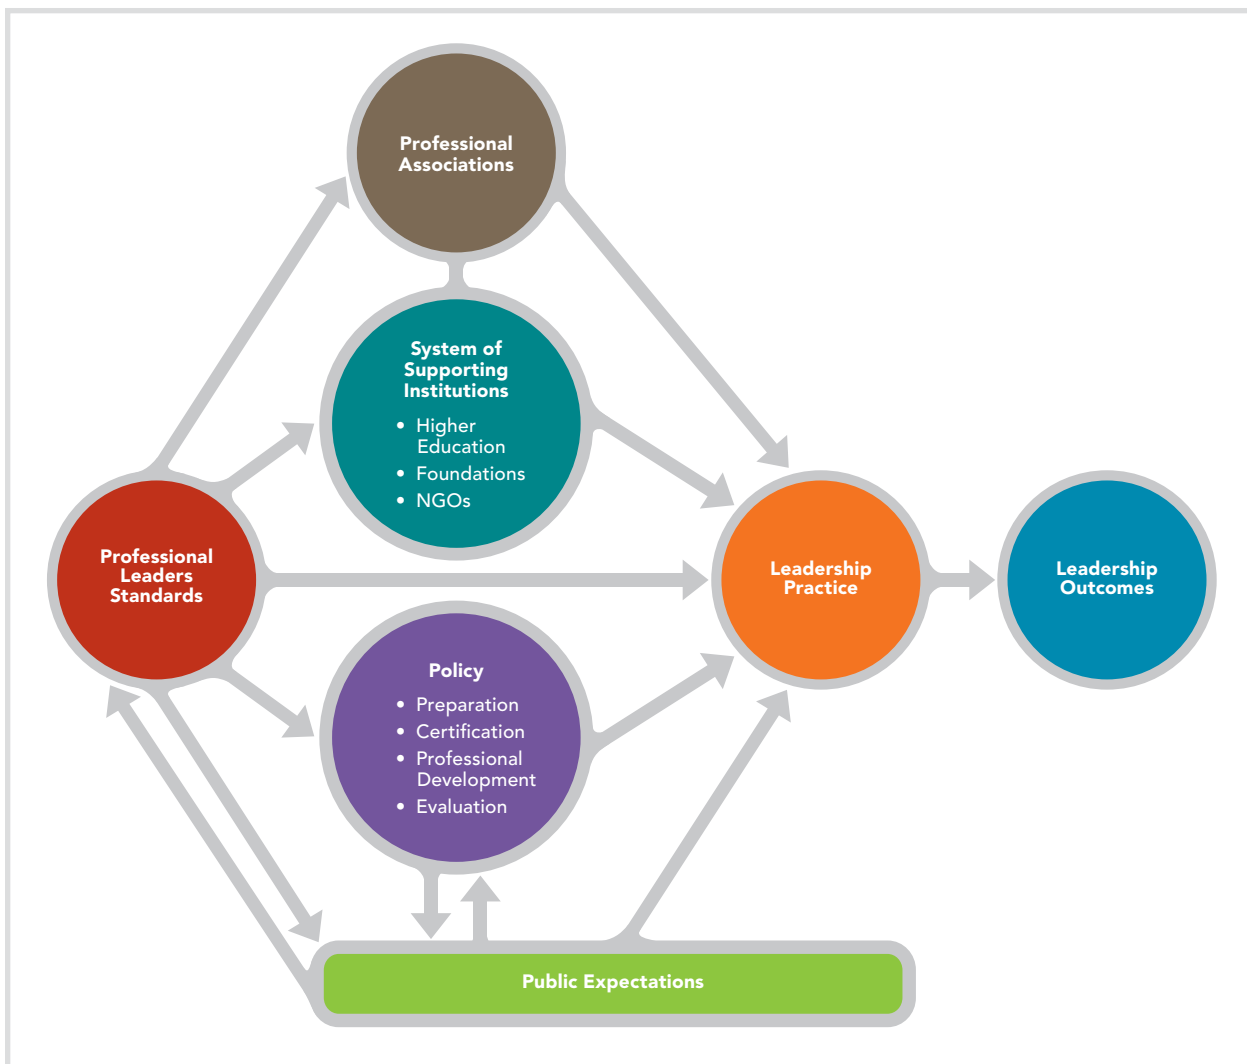 Professional
Associations
System of
Supporting
Institutions
• Higher
Education
• Foundations
• NGOs
Professional
Leaders
Standards
Leadership
Practice
Leadership
Outcomes
Policy
• Preparation
• Certification
• Professional
Development
• Evaluation
Public Expectations